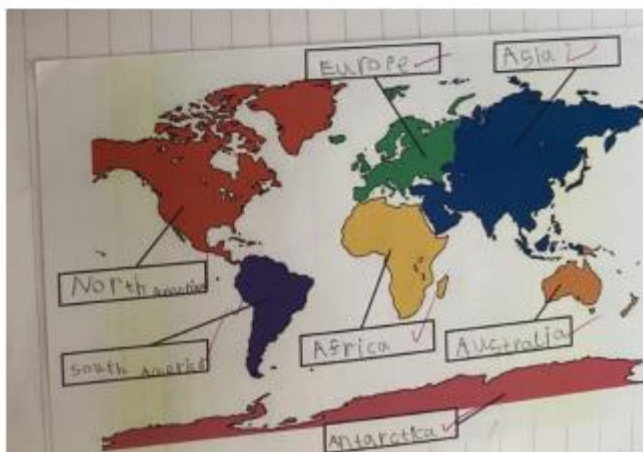 Europe
Asia
North America
South America
Africa
Australia
Antarctica